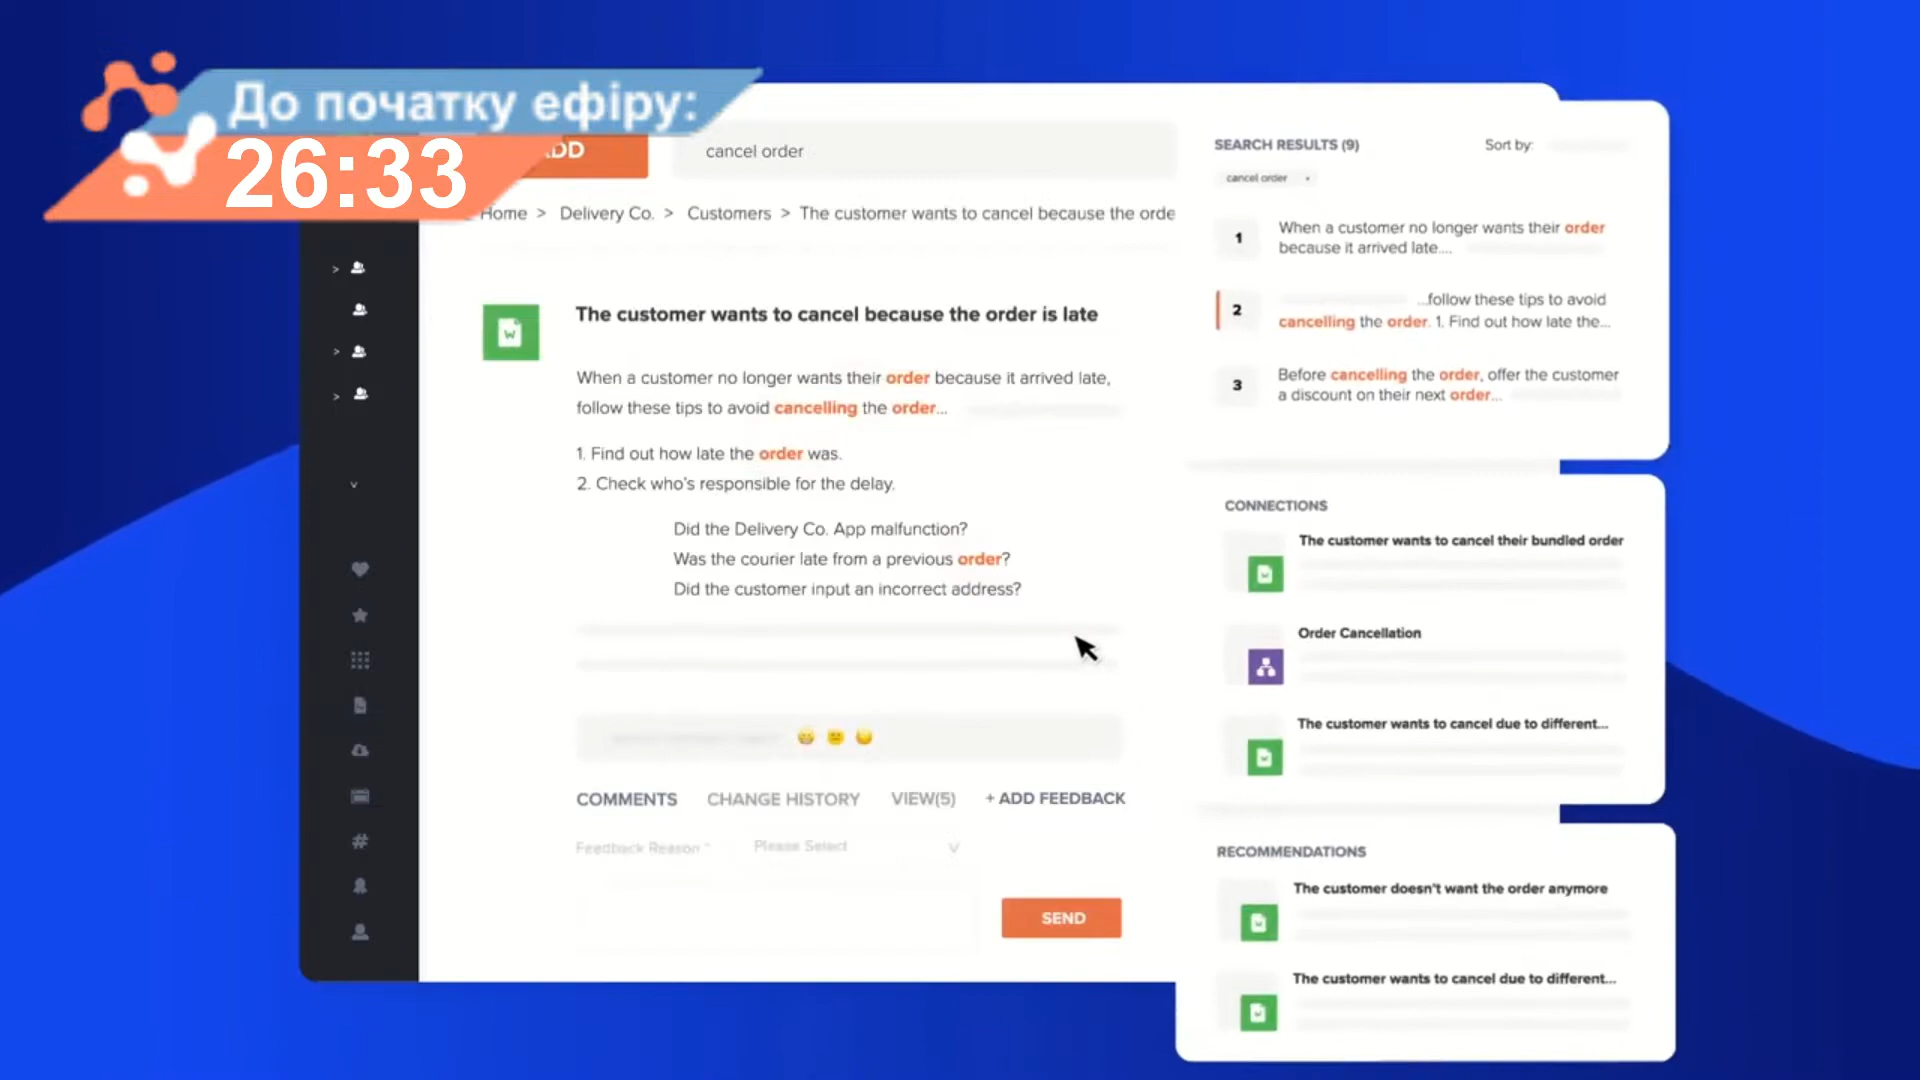 До початку ефіру:
26:33
DD
cancel order
Home > Delivery Co. > Customers > The customer wants to cancel because the orde
The customer wants to cancel because the order is late
When a customer no longer wants their order because it arrived late,
follow these tips to avoid cancelling the order...
1. Find out how late the order was.
2. Check who's responsible for the delay.
Did the Delivery Co. App malfunction?
Was the courier late from a previous order?
Did the customer input an incorrect address?
COMMENTS CHANGE HISTORY VIEW(5) + ADD FEEDBACK
Feedback Reason * Please Select
SEND
SEARCH RESULTS (9) Sort by:
cancel order
1
When a customer no longer wants their order
because it arrived late....
2
...follow these tips to avoid
cancelling the order. 1. Find out how late the...
3
Before cancelling the order, offer the customer
a discount on their next order...
CONNECTIONS
The customer wants to cancel their bundled order
Order Cancellation
The customer wants to cancel due to different...
RECOMMENDATIONS
The customer doesn't want the order anymore
The customer wants to cancel due to different...